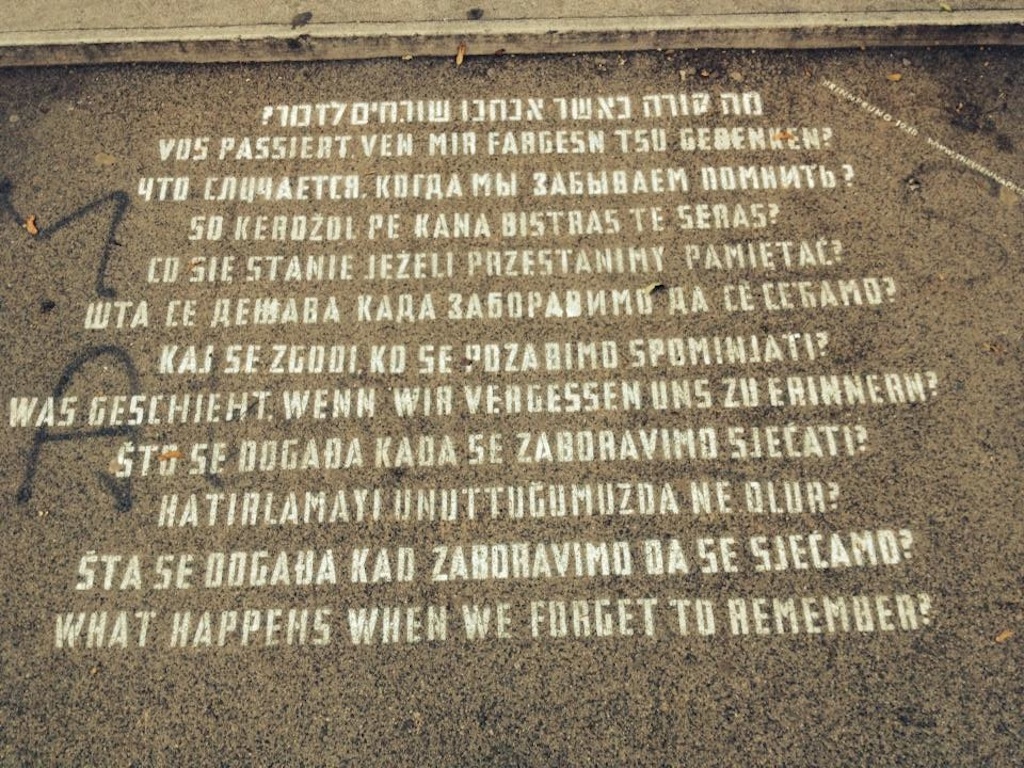 מה קורה כאשר אנחנו שוכחים לזכור?
VOS PASSIERT, VEN MIR FARGESN TSU GEDENKEN?
ЧТО СЛУЧАЕТСЯ, КОГДА МЫ ЗАБЫВАЕМ ПОМНИТЬ?
SO KERDŽOL PE KANA BISTRAS TE SERAS?
CO SIE STANIE JEŻELI PRZESTANIMY PAMIĘTAĆ?
ШТА СЕ ДЕШАВА КАДА ЗАБОРАВИМО ДА СЕ СЕЋАМО?
KAJ SE ZGODI, KO SE POZABIMO SPOMINJATI?
WAS GESCHIEHT, WENN WIR VERGESSEN UNS ZU ERINNERN?
ŠTO SE DOGAĐA KADA SE ZABORAVIMO SJEĆATI?
HATIRLAMAYI UNUTTUĞUMUZDA NE OLUR?
ŠTA SE DOGAĐA KAD ZABORAVIMO DA SE SJEĆAMO?
WHAT HAPPENS WHEN WE FORGET TO REMEMBER?